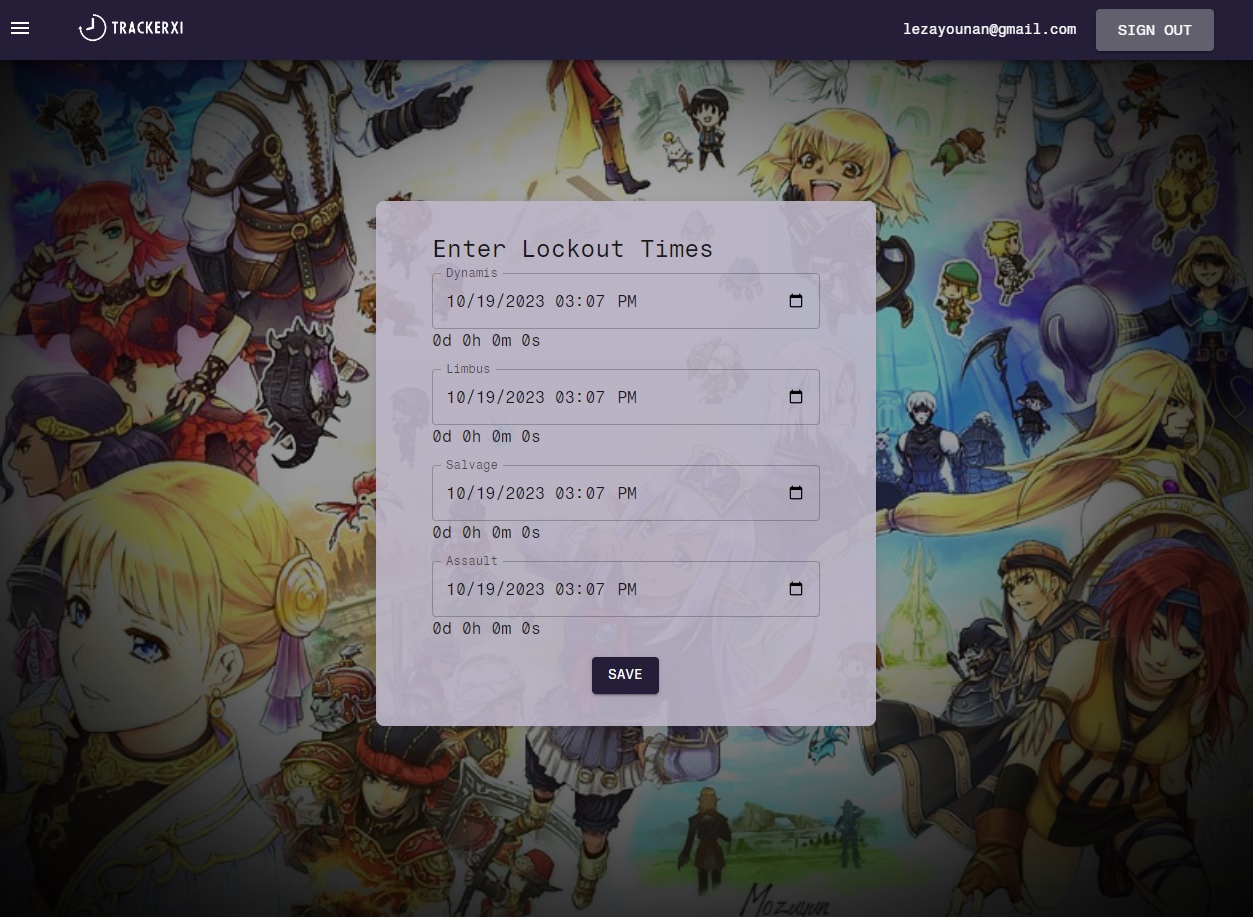 TRACKERXI
lezayounan@gmail.com
SIGN OUT
Enter Lockout Times
Dynamis
10/19/2023 03:07 PM
0d 0h 0m 0s
Limbus
10/19/2023 03:07 PM
0d 0h 0m 0s
Salvage
10/19/2023 03:07 PM
0d 0h 0m 0s
Assault
10/19/2023 03:07 PM
0d 0h 0m 0s
SAVE
Mozuyun